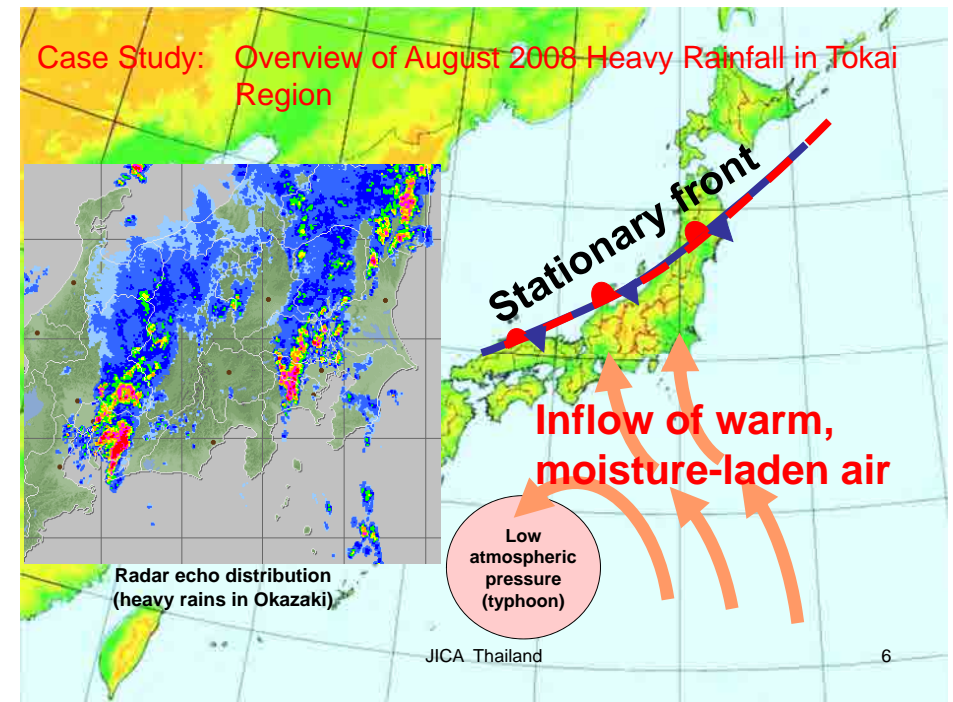 Case Study: Overview of August 2008 Heavy Rainfall in Tokai
Region
Stationary front
Inflow of warm,
moisture-laden air
Low
atmospheric
pressure
(typhoon)
Radar echo distribution
(heavy rains in Okazaki)
JICA Thailand
6